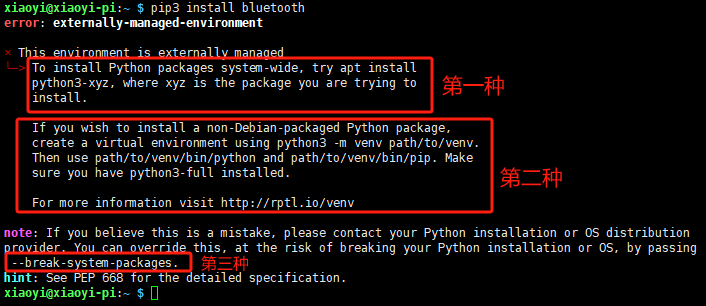 xiaoyi@xiaoyi-pi:~ $ pip3 install bluetooth
error: externally-managed-environment
× This environment is externally managed
╰─> To install Python packages system-wide, try apt install
python3-xyz, where xyz is the package you are trying to
install.
第一种
If you wish to install a non-Debian-packaged Python package,
create a virtual environment using python3 -m venv path/to/venv.
Then use path/to/venv/bin/python and path/to/venv/bin/pip. Make
sure you have python3-full installed.
第二种
For more information visit http://rptl.io/venv
note: If you believe this is a mistake, please contact your Python installation or OS distribution
provider. You can override this, at the risk of breaking your Python installation or OS, by passing
--break-system-packages. 第三种
hint: See PEP 668 for the detailed specification.
xiaoyi@xiaoyi-pi:~ $